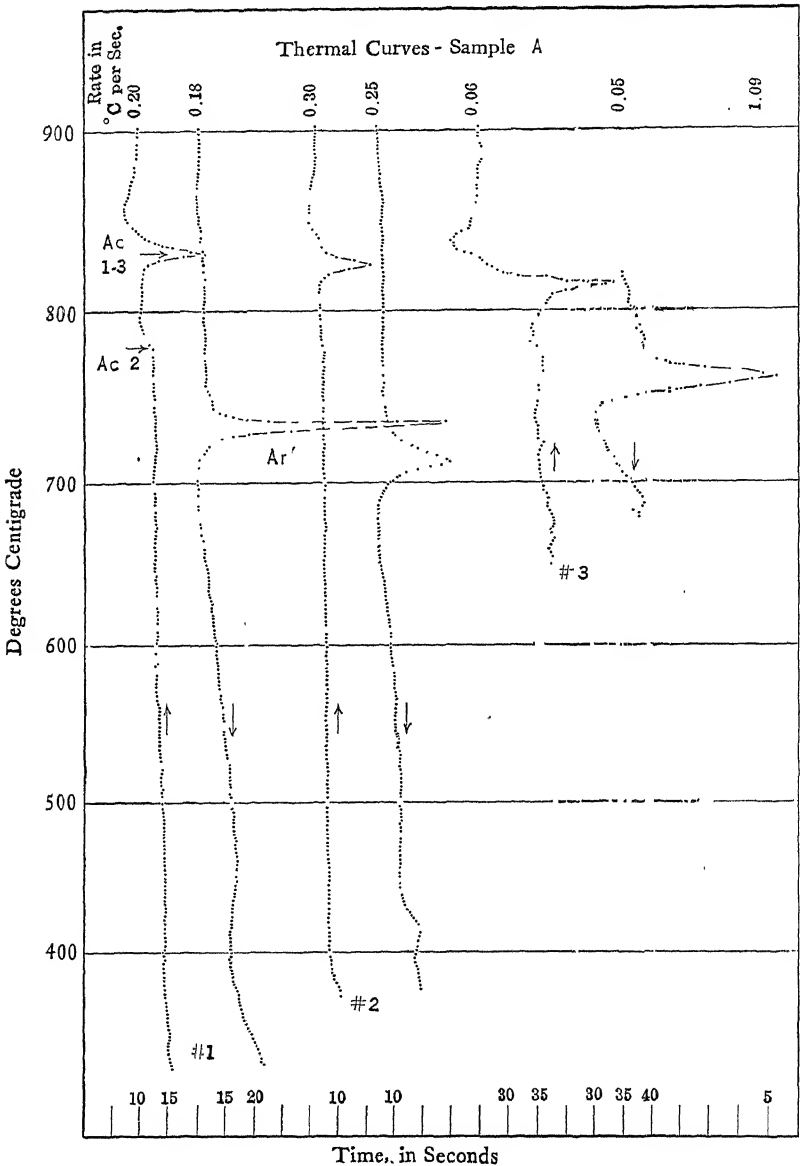 Thermal Curves - Sample A
Rate in
°C per Sec.
0.20
0.18
0.30
0.25
0.06
0.05
1.09
900
Ac
1-3
800
Ac 2
Ar′
700
#3
600
500
400
#2
#1
Degrees Centigrade
10 15 15 20 10 10 30 35 30 35 40 5
Time, in Seconds